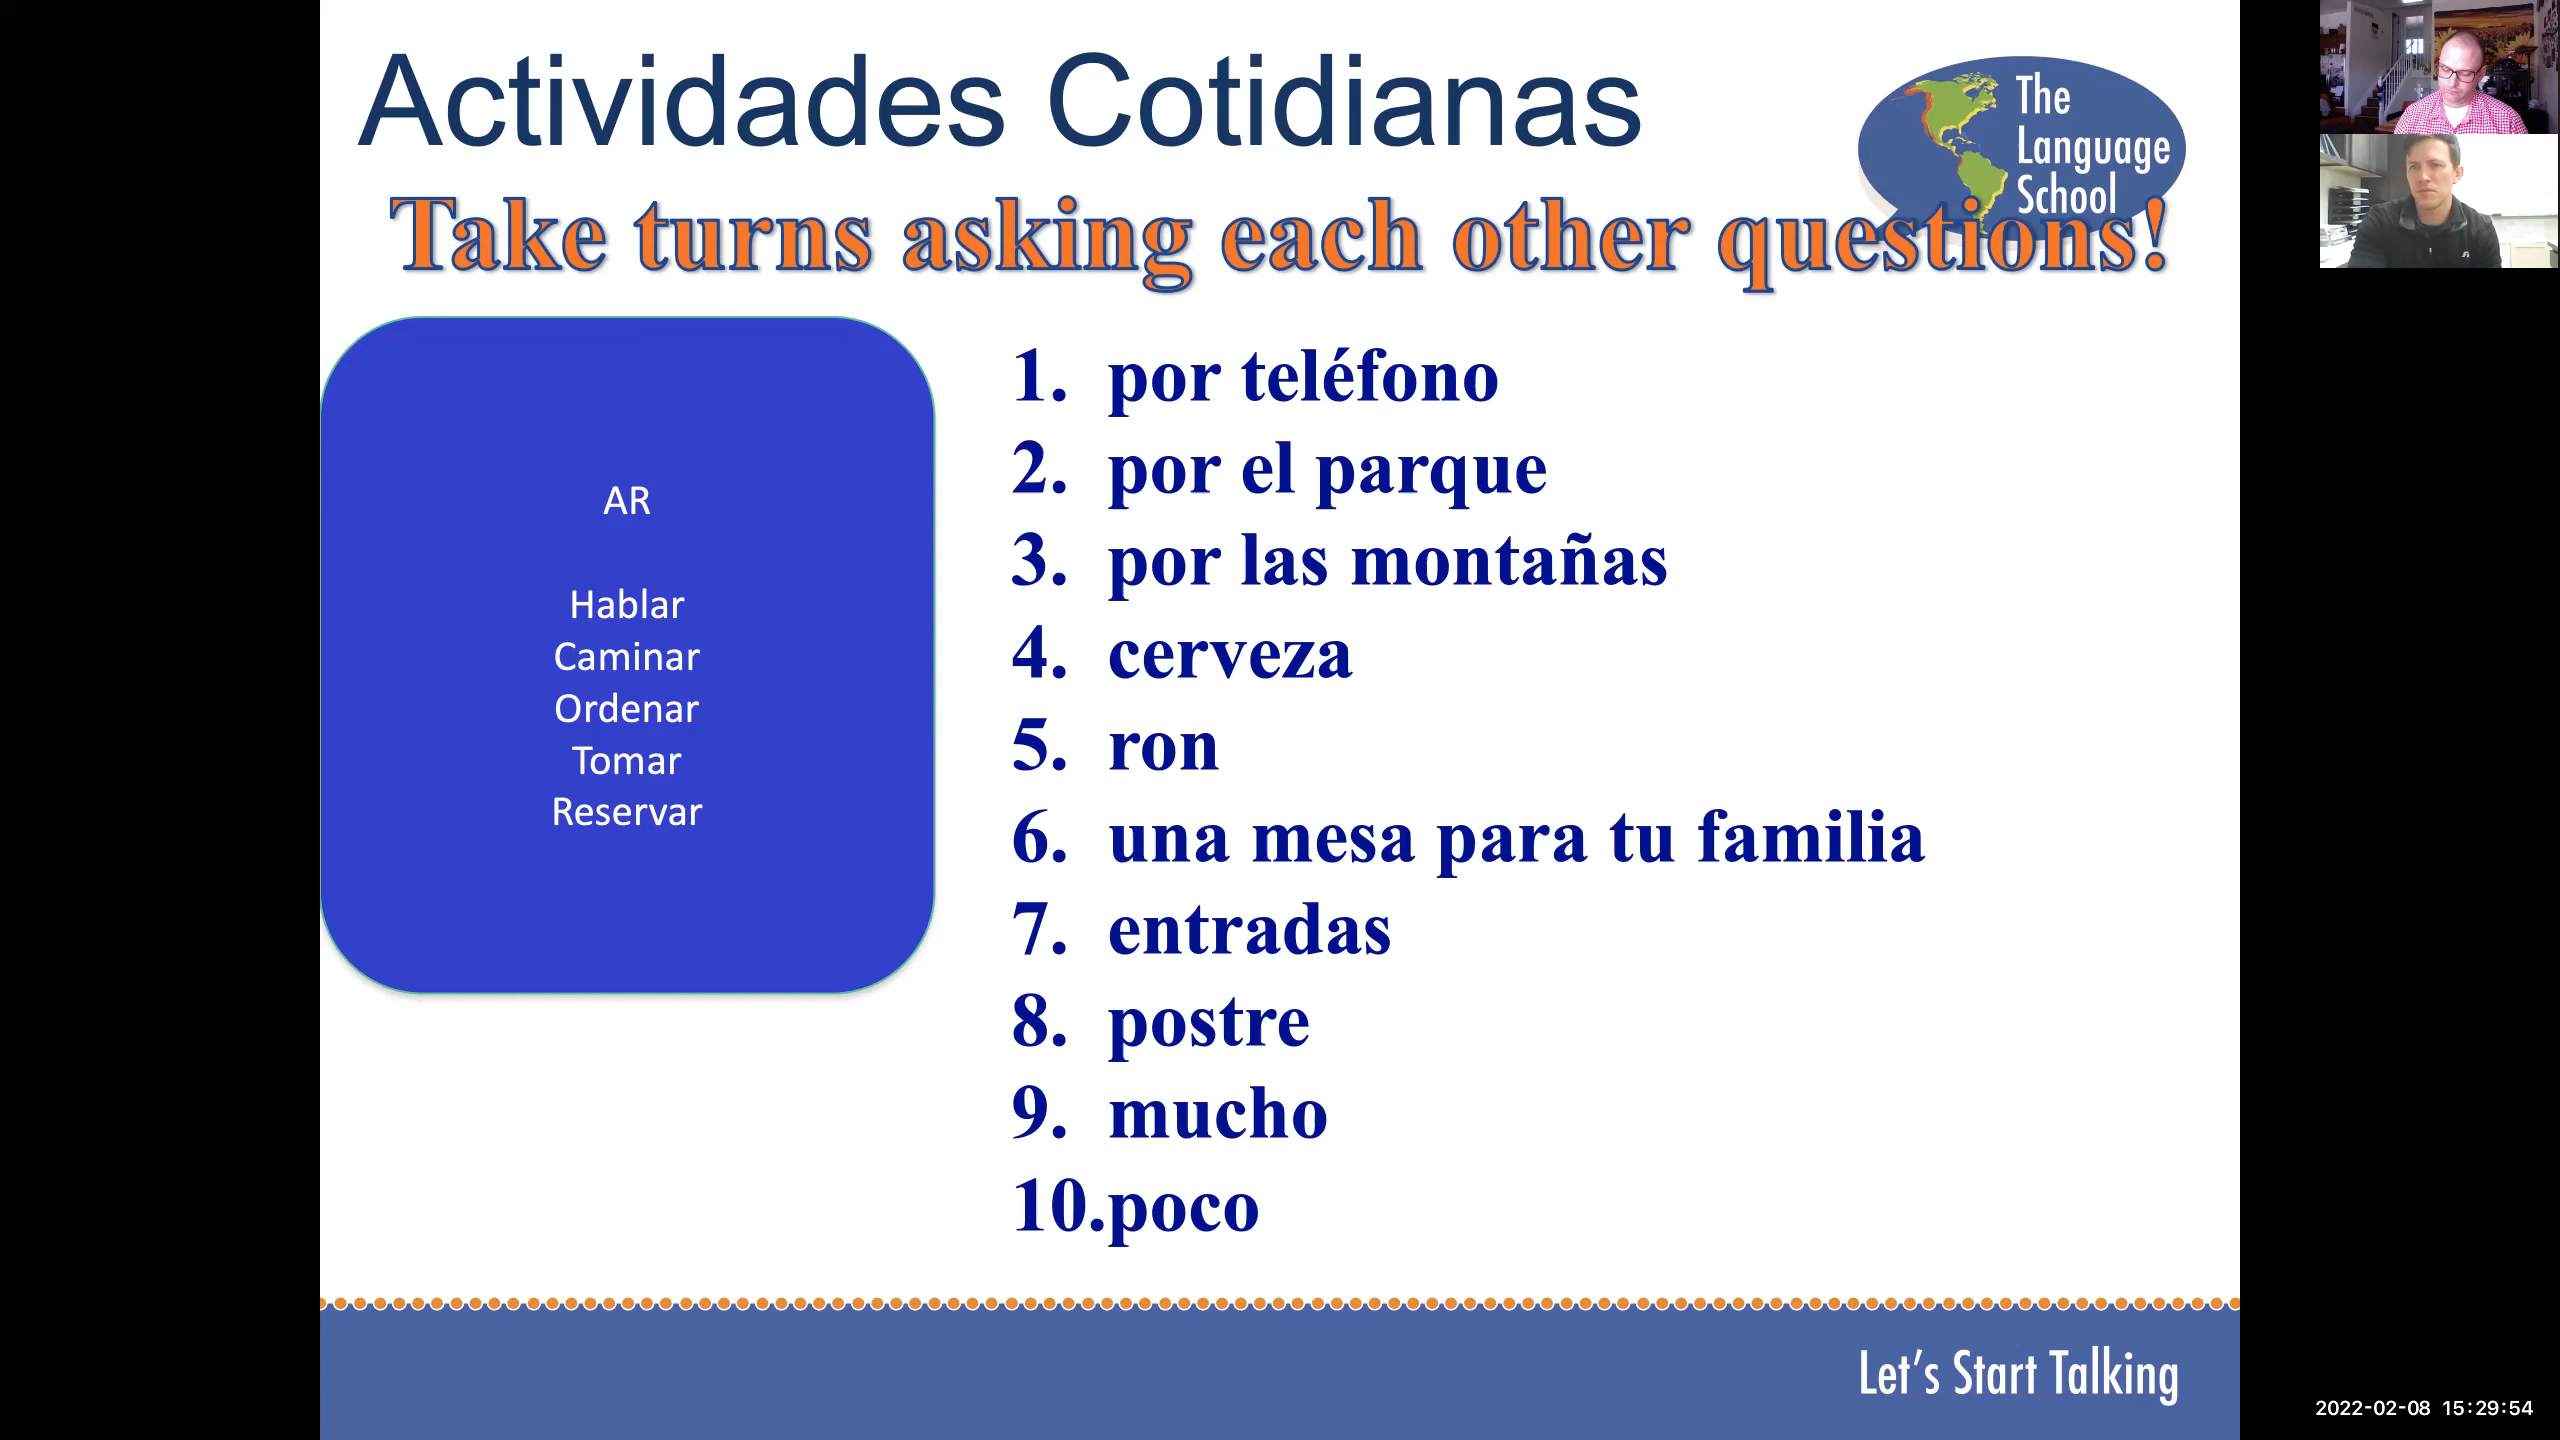 Actividades Cotidianas
The
Language
School
Take turns asking each other questions!
AR
Hablar
Caminar
Ordenar
Tomar
Reservar
1. por teléfono
2. por el parque
3. por las montañas
4. cerveza
5. ron
6. una mesa para tu familia
7. entradas
8. postre
9. mucho
10.poco
Let's Start Talking
2022-02-08 15:29:54